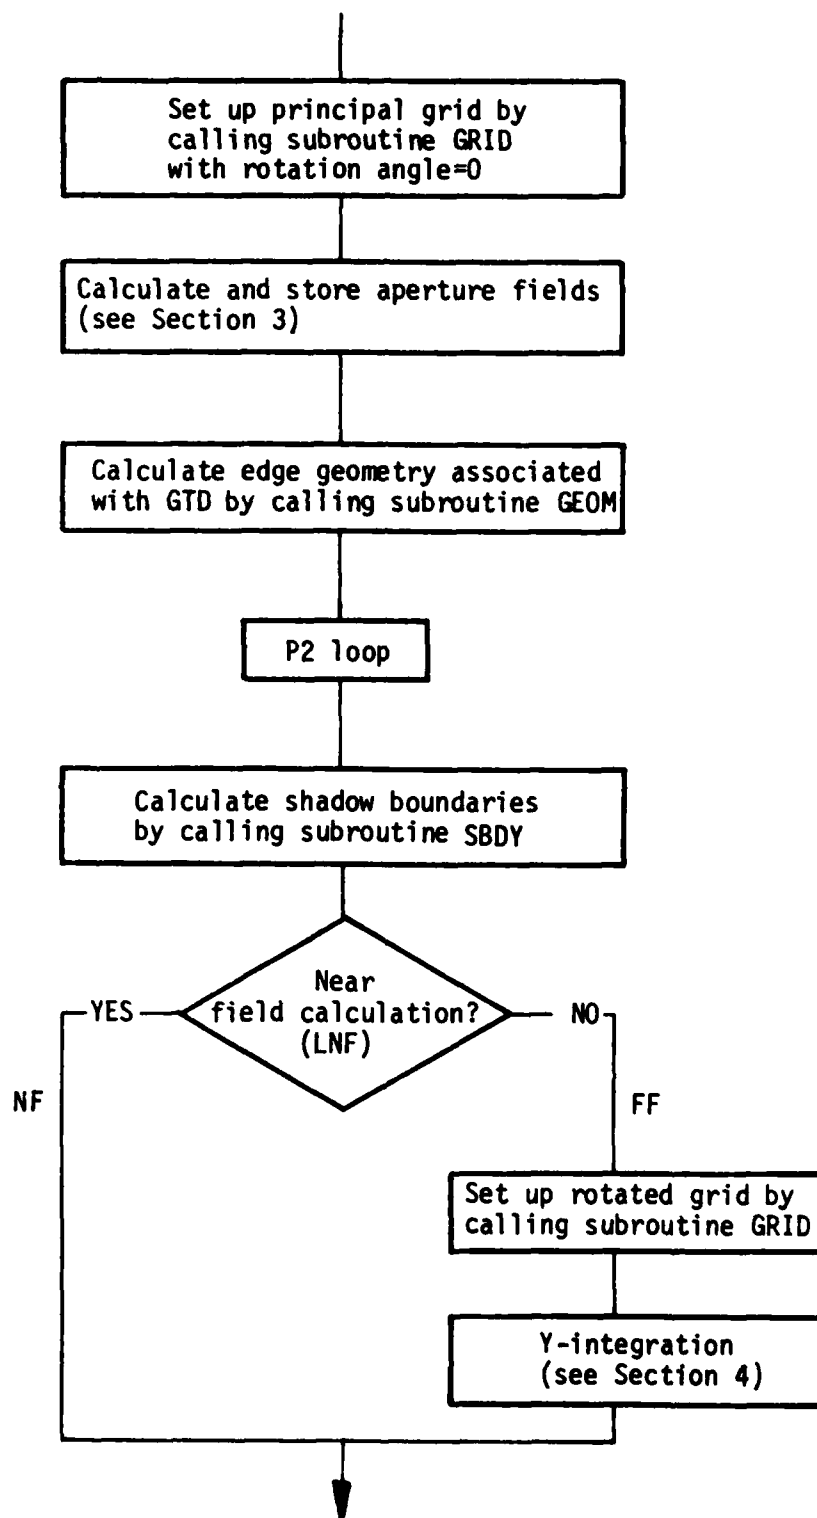 Set up principal grid by
calling subroutine GRID
with rotation angle=0
Calculate and store aperture fields
(see Section 3)
Calculate edge geometry associated
with GTD by calling subroutine GEOM
P2 loop
Calculate shadow boundaries
by calling subroutine SBDY
Near
field calculation?
(LNF)
YES
NO
NF
FF
Set up rotated grid by
calling subroutine GRID
Y-integration
(see Section 4)